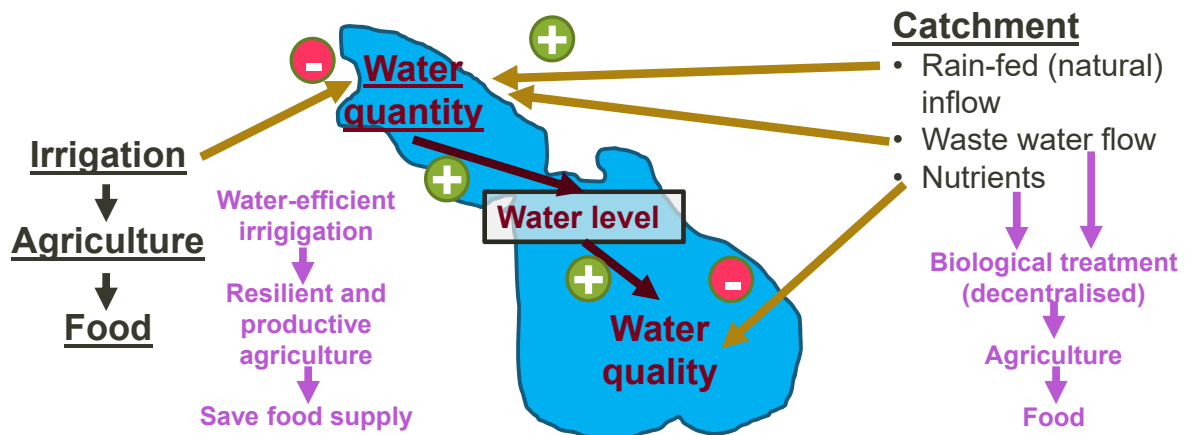 Irrigation
Agriculture
Food
Water-efficient
irrigigation
Resilient and
productive
agriculture
Save food supply
-
+
Water
quantity
+
Water level
+
-
Water
quality
Catchment
• Rain-fed (natural)
inflow
• Waste water flow
• Nutrients
Biological treatment
(decentralised)
Agriculture
Food